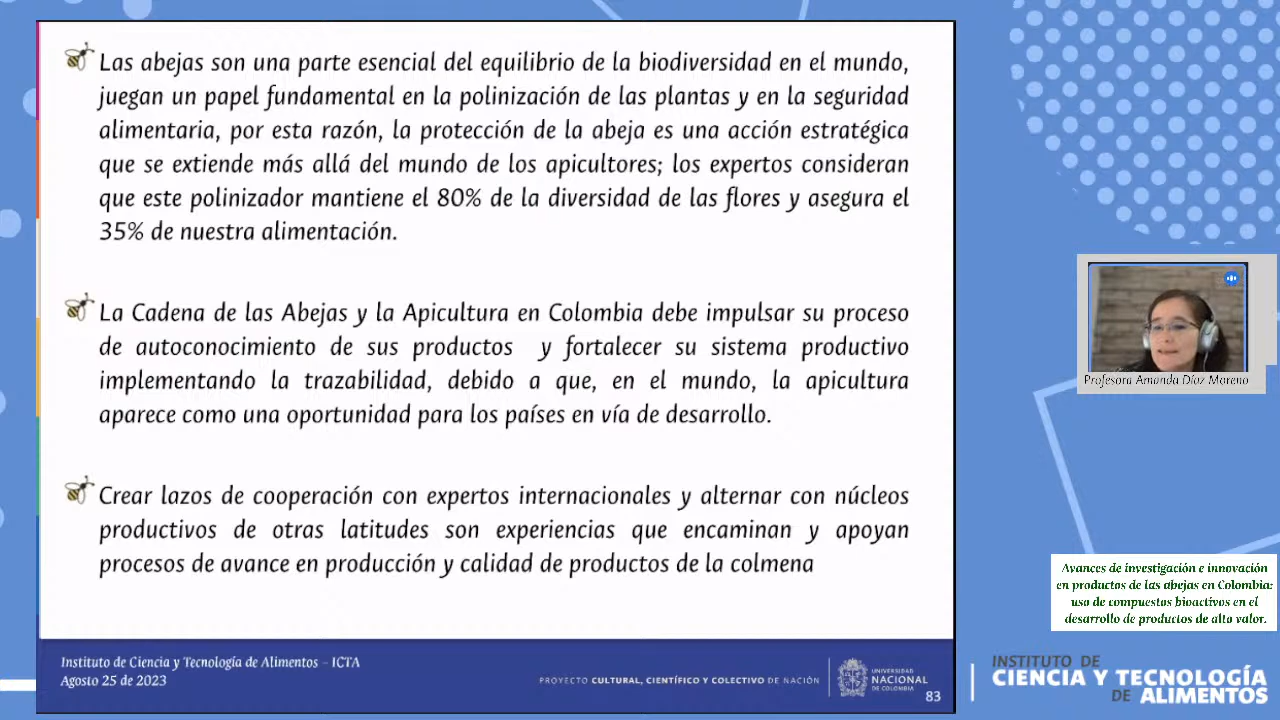 Las abejas son una parte esencial del equilibrio de la biodiversidad en el mundo,
juegan un papel fundamental en la polinización de las plantas y en la seguridad
alimentaria, por esta razón, la protección de la abeja es una acción estratégica
que se extiende más allá del mundo de los apicultores; los expertos consideran
que este polinizador mantiene el 80% de la diversidad de las flores y asegura el
35% de nuestra alimentación.
La Cadena de las Abejas y la Apicultura en Colombia debe impulsar su proceso
de autoconocimiento de sus productos y fortalecer su sistema productivo
implementando la trazabilidad, debido a que, en el mundo, la apicultura
aparece como una oportunidad para los países en vía de desarrollo.
Crear lazos de cooperación con expertos internacionales y alternar con núcleos
productivos de otras latitudes son experiencias que encaminan y apoyan
procesos de avance en producción y calidad de productos de la colmena
Instituto de Ciencia y Tecnología de Alimentos – ICTA
Agosto 25 de 2023
PROYECTO CULTURAL, CIENTÍFICO Y COLECTIVO DE NACIÓN
UNIVERSIDAD
NACIONAL
DE COLOMBIA
83
Profesora Amanda Díaz Moreno
Avances de investigación e innovación
en productos de las abejas en Colombia:
uso de compuestos bioactivos en el
desarrollo de productos de alto valor.
INSTITUTO DE
CIENCIA Y TECNOLOGÍA
DE ALIMENTOS